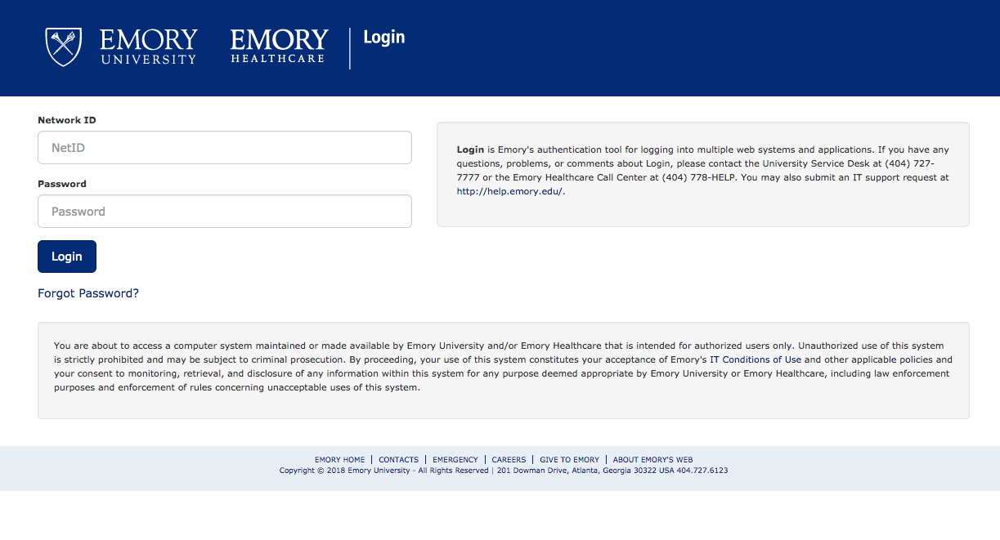 EMORY UNIVERSITY
EMORY HEALTHCARE
Login
Network ID
NetID
Password
Password
Login
Forgot Password?
Login is Emory's authentication tool for logging into multiple web systems and applications. If you have any
questions, problems, or comments about Login, please contact the University Service Desk at (404) 727-
7777 or the Emory Healthcare Call Center at (404) 778-HELP. You may also submit an IT support request at
http://help.emory.edu/.
You are about to access a computer system maintained or made available by Emory University and/or Emory Healthcare that is intended for authorized users only. Unauthorized use of this system
is strictly prohibited and may be subject to criminal prosecution. By proceeding, your use of this system constitutes your acceptance of Emory's IT Conditions of Use and other applicable policies and
your consent to monitoring, retrieval, and disclosure of any information within this system for any purpose deemed appropriate by Emory University or Emory Healthcare, including law enforcement
purposes and enforcement of rules concerning unacceptable uses of this system.
EMORY HOME | CONTACTS | EMERGENCY | CAREERS | GIVE TO EMORY | ABOUT EMORY'S WEB
Copyright © 2018 Emory University - All Rights Reserved | 201 Dowman Drive, Atlanta, Georgia 30322 USA 404.727.6123